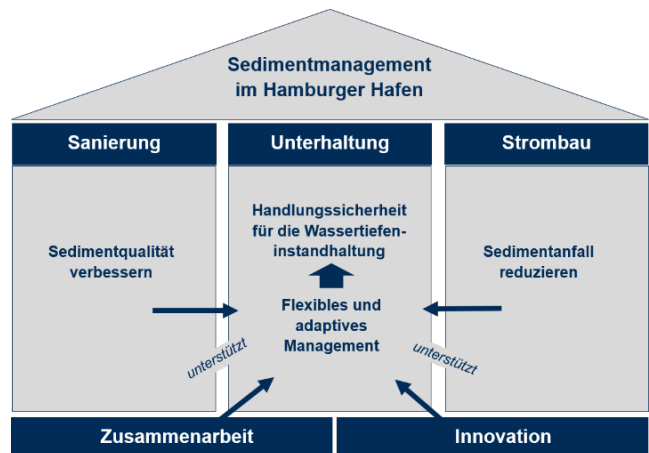 Sedimentmanagement
im Hamburger Hafen
Sanierung
Unterhaltung
Strombau
Sedimentqualität
verbessern
Handlungssicherheit
für die Wassertiefen-
instandhaltung
Flexibles und
adaptives
Management
Sedimentanfall
reduzieren
unterstützt
unterstützt
Zusammenarbeit
Innovation